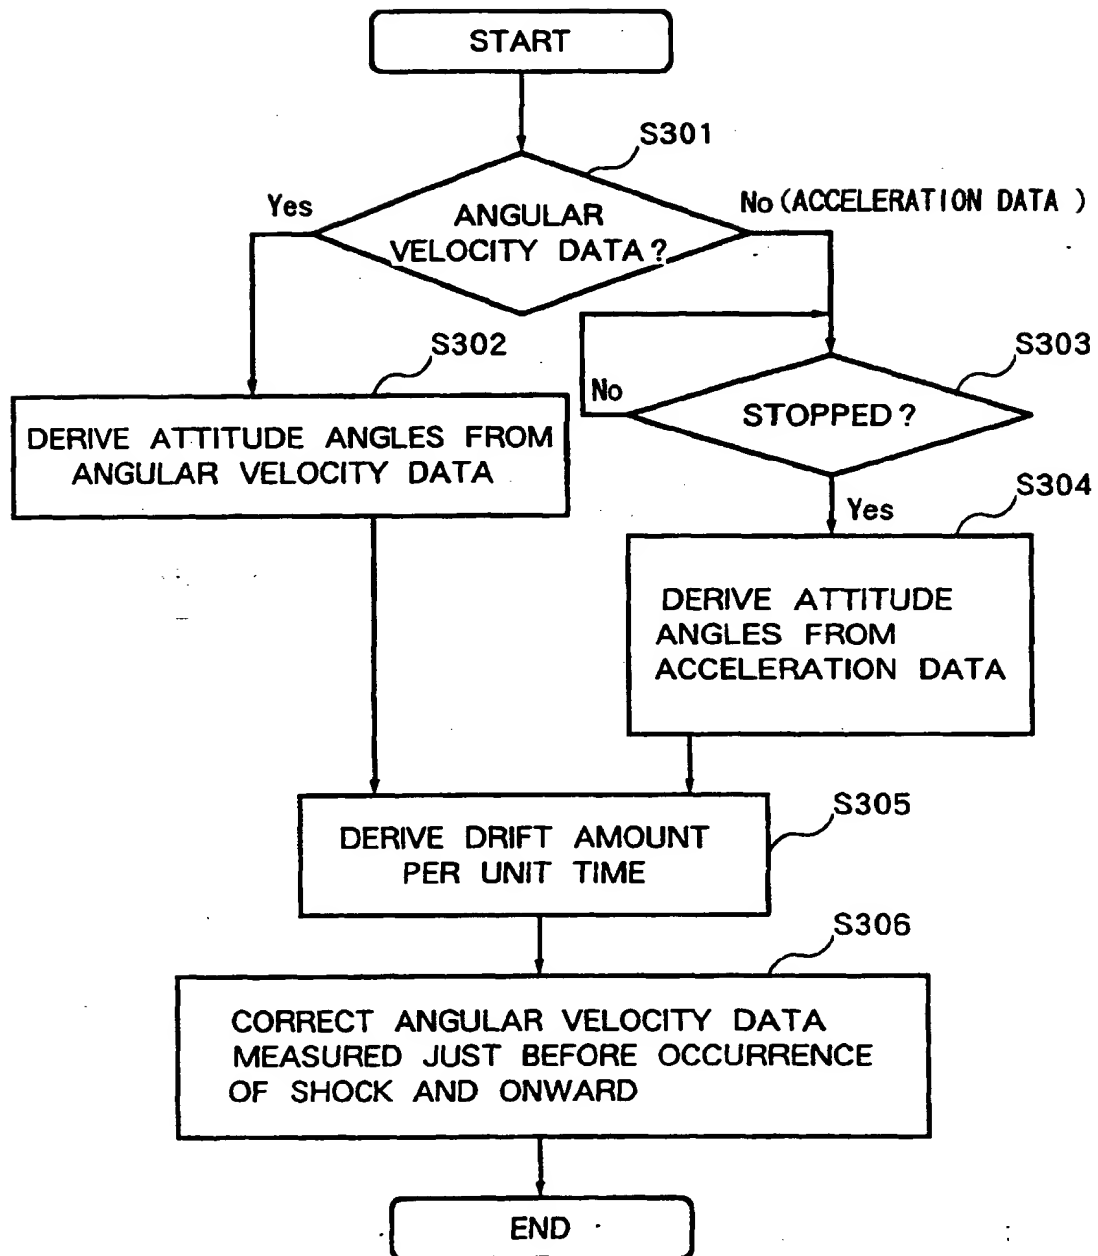 START
S301
Yes
ANGULAR
VELOCITY DATA?
No (ACCELERATION DATA )
S302
S303
DERIVE ATTITUDE ANGLES FROM
ANGULAR VELOCITY DATA
No
STOPPED?
S304
Yes
DERIVE ATTITUDE
ANGLES FROM
ACCELERATION DATA
S305
DERIVE DRIFT AMOUNT
PER UNIT TIME
S306
CORRECT ANGULAR VELOCITY DATA
MEASURED JUST BEFORE OCCURRENCE
OF SHOCK AND ONWARD
END